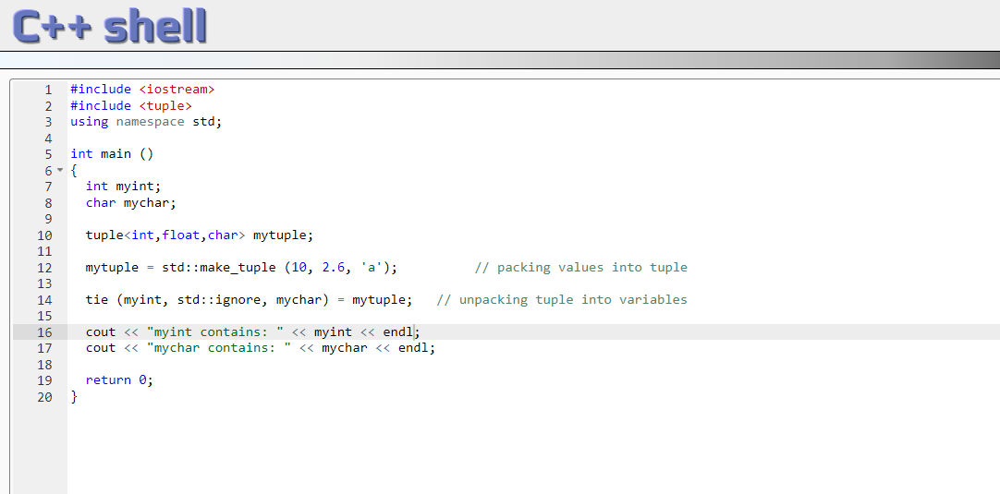 C++ shell
1 #include <iostream>
2 #include <tuple>
3 using namespace std;
4
5 int main ()
6 {
7   int myint;
8   char mychar;
9
10   tuple<int,float,char> mytuple;
11
12   mytuple = std::make_tuple (10, 2.6, 'a');          // packing values into tuple
13
14   tie (myint, std::ignore, mychar) = mytuple;   // unpacking tuple into variables
15
16   cout << "myint contains: " << myint << endl;
17   cout << "mychar contains: " << mychar << endl;
18
19   return 0;
20 }